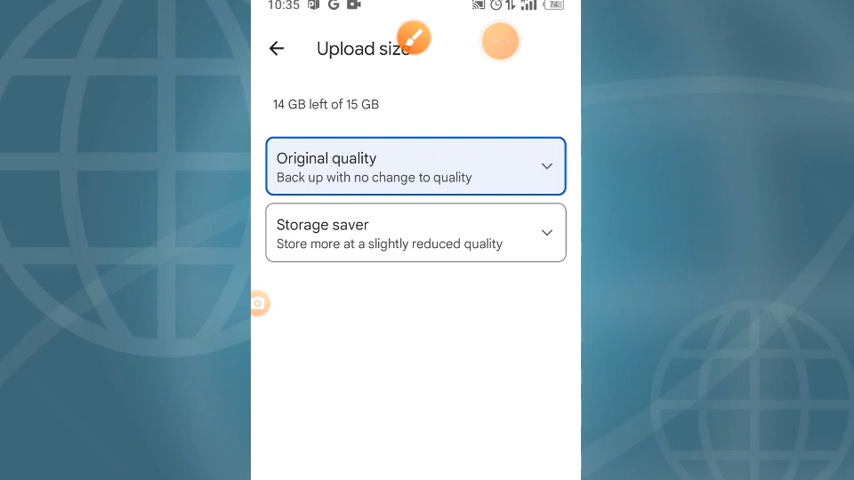 10:35
74
Upload size
14 GB left of 15 GB
Original quality
Back up with no change to quality
Storage saver
Store more at a slightly reduced quality